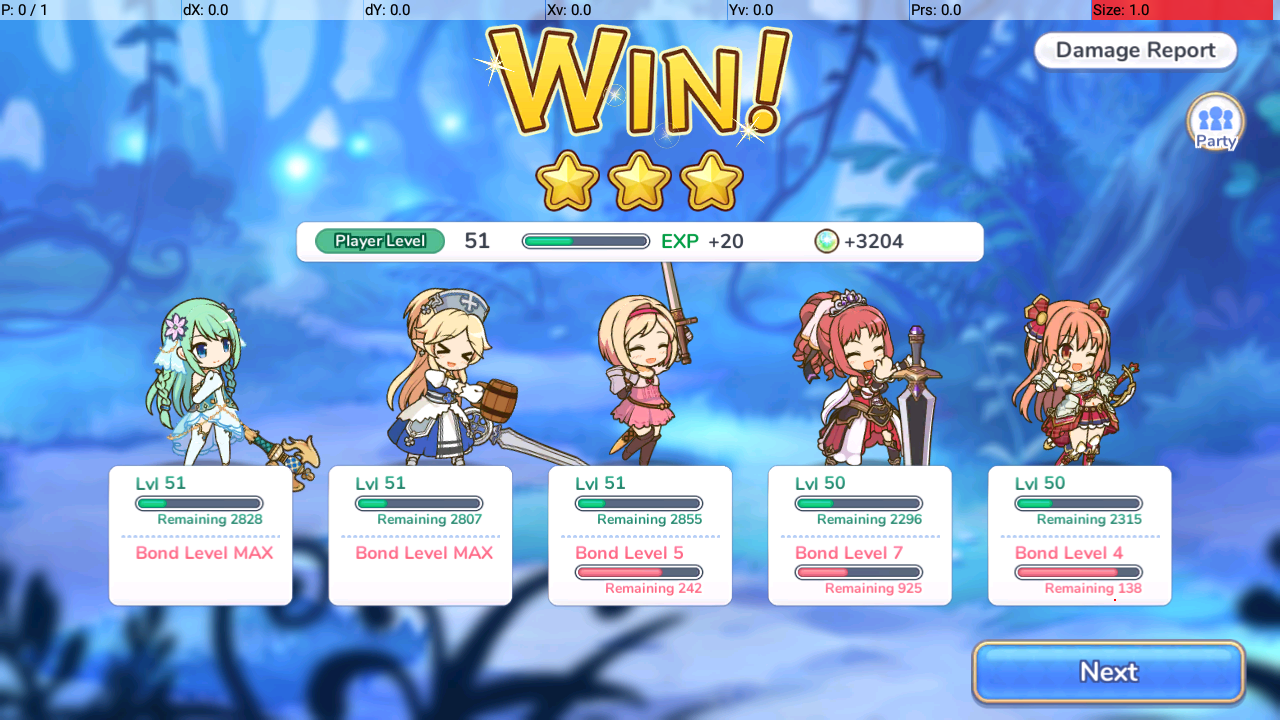 P: 0 / 1 dX: 0.0 dY: 0.0 Xv: 0.0 Yv: 0.0 Prs: 0.0 Size: 1.0
WIN!
Damage Report
Party
Player Level 51 EXP +20 +3204
Lvl 51
Remaining 2828
Bond Level MAX
Lvl 51
Remaining 2807
Bond Level MAX
Lvl 51
Remaining 2855
Bond Level 5
Remaining 242
Lvl 50
Remaining 2296
Bond Level 7
Remaining 925
Lvl 50
Remaining 2315
Bond Level 4
Remaining 138
Next